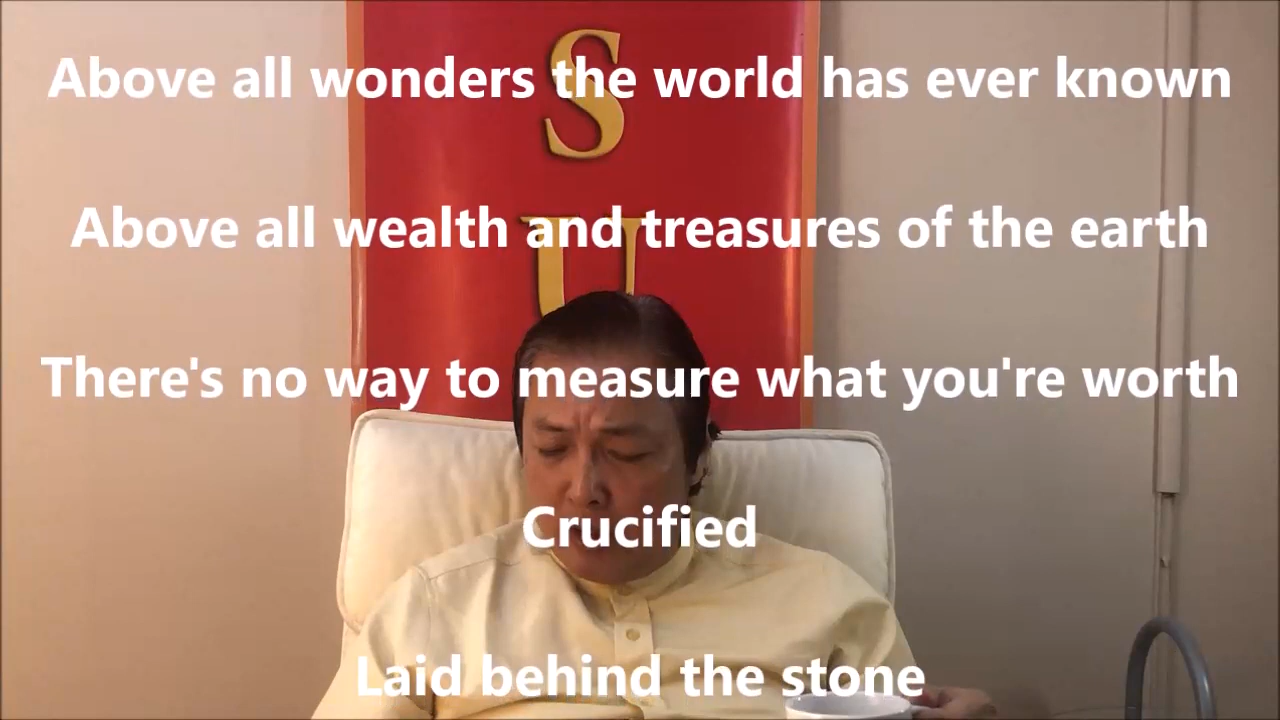 S
Above all wonders the world has ever known
U
Above all wealth and treasures of the earth
There's no way to measure what you're worth
Crucified
Laid behind the stone